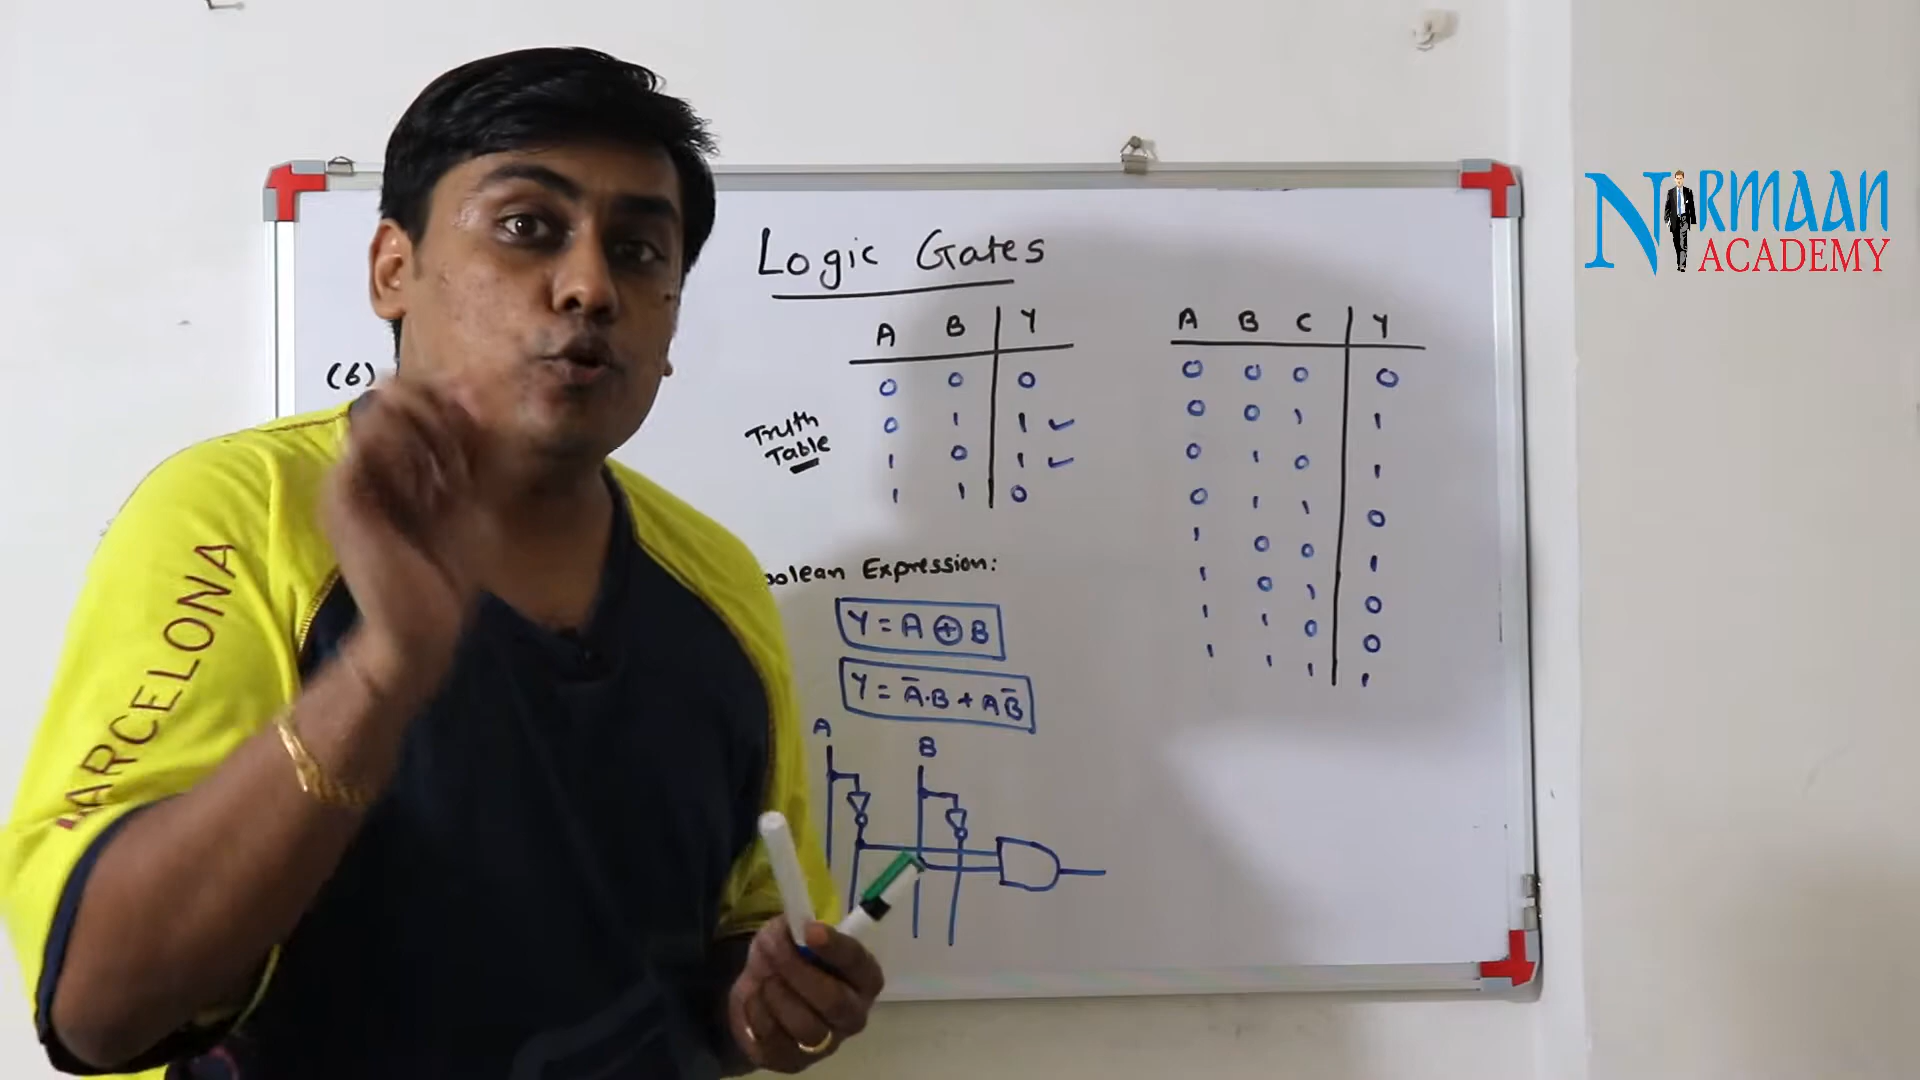 Logic Gates
(6)
A B Y
0 0 0
0 1 1 ✓
1 0 1 ✓
1 1 0
Truth
Table
A B C Y
0 0 0 0
0 0 1 1
0 1 0 1
0 1 1 0
1 0 0 1
1 0 1 0
1 1 0 0
1 1 1 1
oolean Expression:
Y = A ⊕ B
Y = A̅.B + AB̅
A
B
NIRMAAN
ACADEMY
ARCELONA